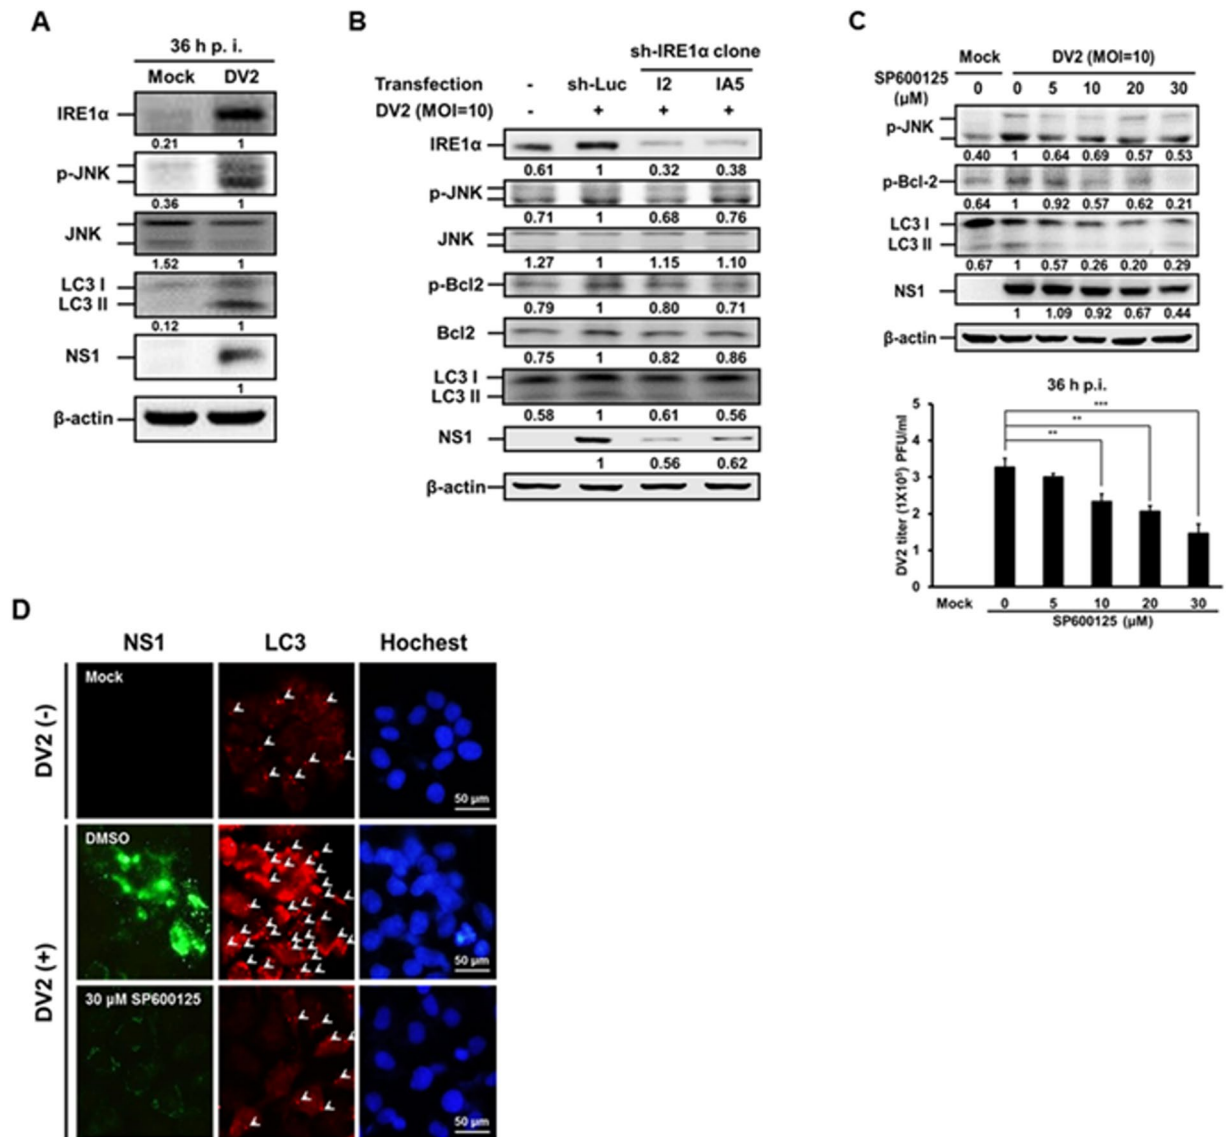 A
36 h p. i.
Mock DV2
IRE1α
0.21 1
p-JNK
0.36 1
JNK
1.52 1
LC3 I
LC3 II
0.12 1
NS1
1
β-actin
B
sh-IRE1α clone
Transfection - sh-Luc I2 IA5
DV2 (MOI=10) - + + +
IRE1α
0.61 1 0.32 0.38
p-JNK
0.71 1 0.68 0.76
JNK
1.27 1 1.15 1.10
p-Bcl2
0.79 1 0.80 0.71
Bcl2
0.75 1 0.82 0.86
LC3 I
LC3 II
0.58 1 0.61 0.56
NS1
1 0.56 0.62
β-actin
C
Mock DV2 (MOI=10)
SP600125 0 0 5 10 20 30
(μM)
p-JNK
0.40 1 0.64 0.69 0.57 0.53
p-Bcl-2
0.64 1 0.92 0.57 0.62 0.21
LC3 I
LC3 II
0.67 1 0.57 0.26 0.20 0.29
NS1
1 1.09 0.92 0.67 0.44
β-actin
36 h p.i.
DV2 titer (1X10⁵) PFU/ml
5
4
3
2
1
0
***
**
**
Mock 0 5 10 20 30
SP600125 (μM)
D
NS1 LC3 Hochest
DV2 (-)
Mock
50 μm
DV2 (+)
DMSO
50 μm
30 μM SP600125
50 μm